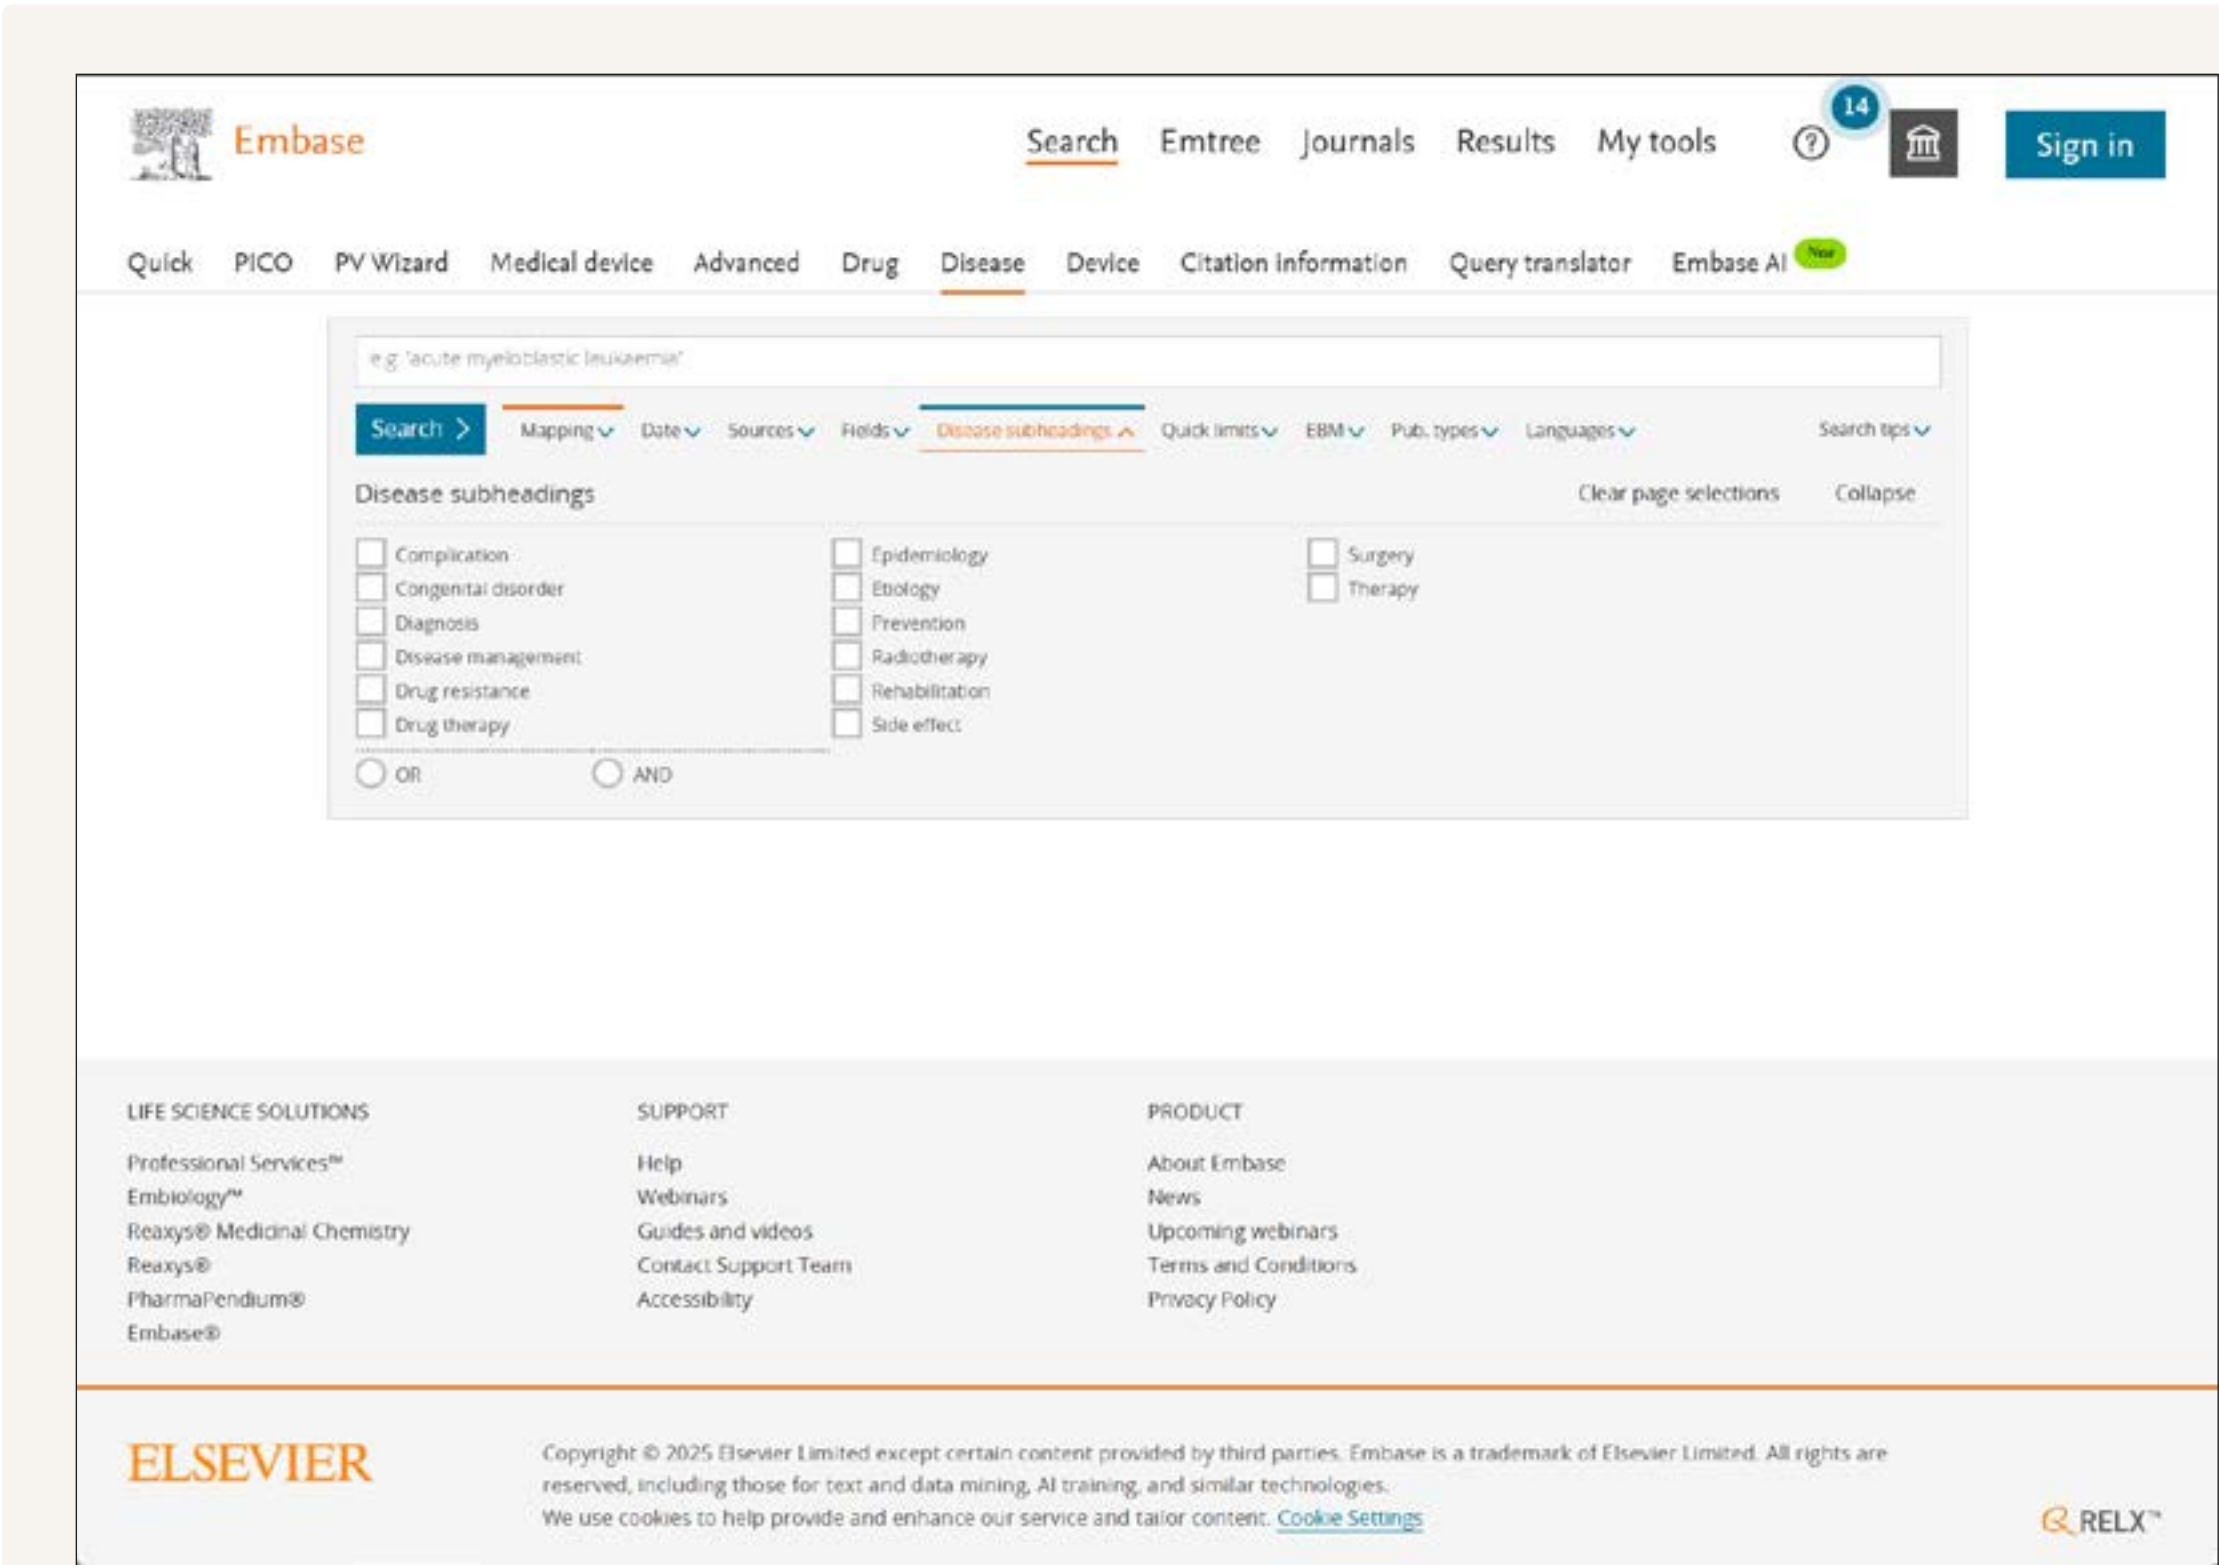 Embase
Search Emtree Journals Results My tools ? 14 Sign in
Quick PICO PV Wizard Medical device Advanced Drug Disease Device Citation information Query translator Embase AI New
e.g. 'acute myeloblastic leukaemia'
Search > Mapping Date Sources Fields Disease subheadings Quick limits EBM Pub. types Languages Search tips
Disease subheadings Clear page selections Collapse
Complication Epidemiology Surgery
Congenital disorder Etiology Therapy
Diagnosis Prevention
Disease management Radiotherapy
Drug resistance Rehabilitation
Drug therapy Side effect
OR AND
LIFE SCIENCE SOLUTIONS SUPPORT PRODUCT
Professional Services™ Help About Embase
Embiology™ Webinars News
Reaxys® Medicinal Chemistry Guides and videos Upcoming webinars
Reaxys® Contact Support Team Terms and Conditions
PharmaPendium® Accessibility Privacy Policy
Embase®
ELSEVIER
Copyright © 2025 Elsevier Limited except certain content provided by third parties. Embase is a trademark of Elsevier Limited. All rights are
reserved, including those for text and data mining, AI training, and similar technologies.
We use cookies to help provide and enhance our service and tailor content. Cookie Settings
RELX™